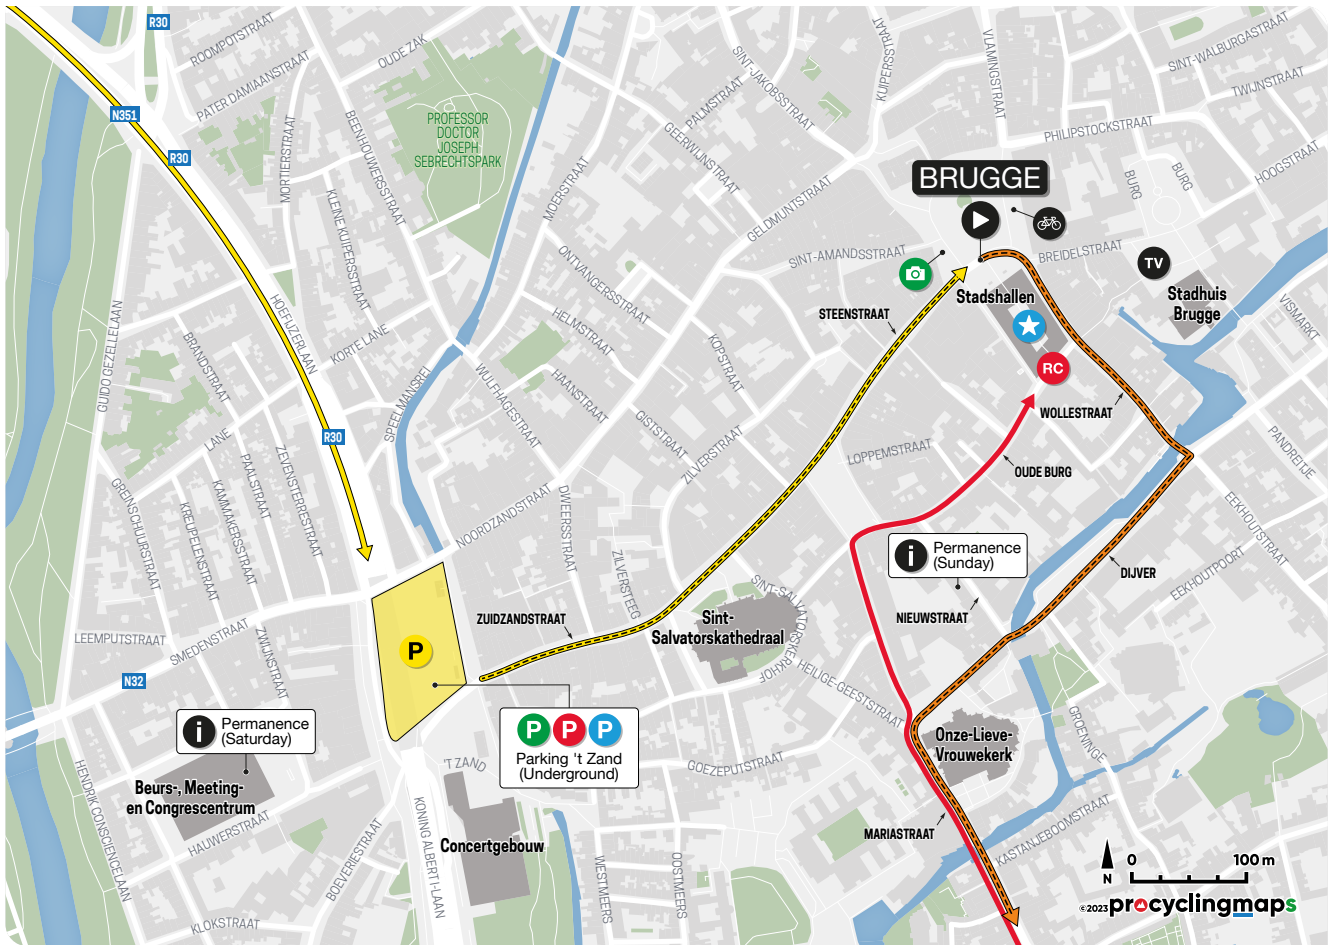 R30
ROOMPOTSTRAAT
OUDE ZAK
N351
PATER DAMIAANSTRAAT
R30
MORTIERSTRAAT
BEENHOUWERSSTRAAT
KLEINE KUIPERSSTRAAT
PROFESSOR
DOCTOR
JOSEPH
SEBRECHTSPARK
MOERSTRAAT
SINT-JAKOBSSTRAAT
PALMSTRAAT
GEERWIJNSTRAAT
GELDMUNTSTRAAT
KUIPERSSTRAAT
VLAMINGSTRAAT
SINT-WALBURGASTRAAT
TWIJNSTRAAT
PHILIPSTOCKSTRAAT
HOOGSTRAAT
BURG
BURG
BRUGGE
SINT-AMANDSSTRAAT
BREIDELSTRAAT
TV
Stadhuis
Brugge
VISMARKT
Stadshallen
STEENSTRAAT
RC
WOLLESTRAAT
OUDE BURG
LOPPEMSTRAAT
PANDREITJE
EEKHOUTSTRAAT
EEKHOUTPOORT
DIJVER
i
Permanence
(Sunday)
NIEUWSTRAAT
GUIDO GEZELLELAAN
HOEFIJZERLAAN
BRANDSTRAAT
KORTE LANE
LANE
R30
SPEELMANSREI
ONTVANGERSSTRAAT
HELMSTRAAT
HAANSTRAAT
WULFHAGESTRAAT
GISTSTRAAT
KOPSTRAAT
ZILVERSTRAAT
ZEVENSTERRESTRAAT
PAALSTRAAT
KAMMAKERSSTRAAT
KREUPELENSTRAAT
GREINSCHUURSTRAAT
NOORDZANDSTRAAT
DWEERSSTRAAT
ZILVERSTEEG
ZUIDZANDSTRAAT
Sint-
Salvatorskathedraal
SINT-SALVATORSKERKHOF
HEILIGE-GEESTSTRAAT
LEEMPUTSTRAAT
SMEDENSTRAAT
ZWIJNSTRAAT
N32
P
i
Permanence
(Saturday)
P P P
Parking 't Zand
(Underground)
Beurs-, Meeting-
en Congrescentrum
HENDRIK CONSCIENCELAAN
HAUWERSTRAAT
BOEVERIESTRAAT
KLOKSTRAAT
KONING ALBERT I-LAAN
'T ZAND
Concertgebouw
WESTMEERS
OOSTMEERS
GOEZEPUTSTRAAT
Onze-Lieve-
Vrouwekerk
GROENINGE
MARIASTRAAT
KASTANJEBOOMSTRAAT
N
0 100 m
©2023 procyclingmaps